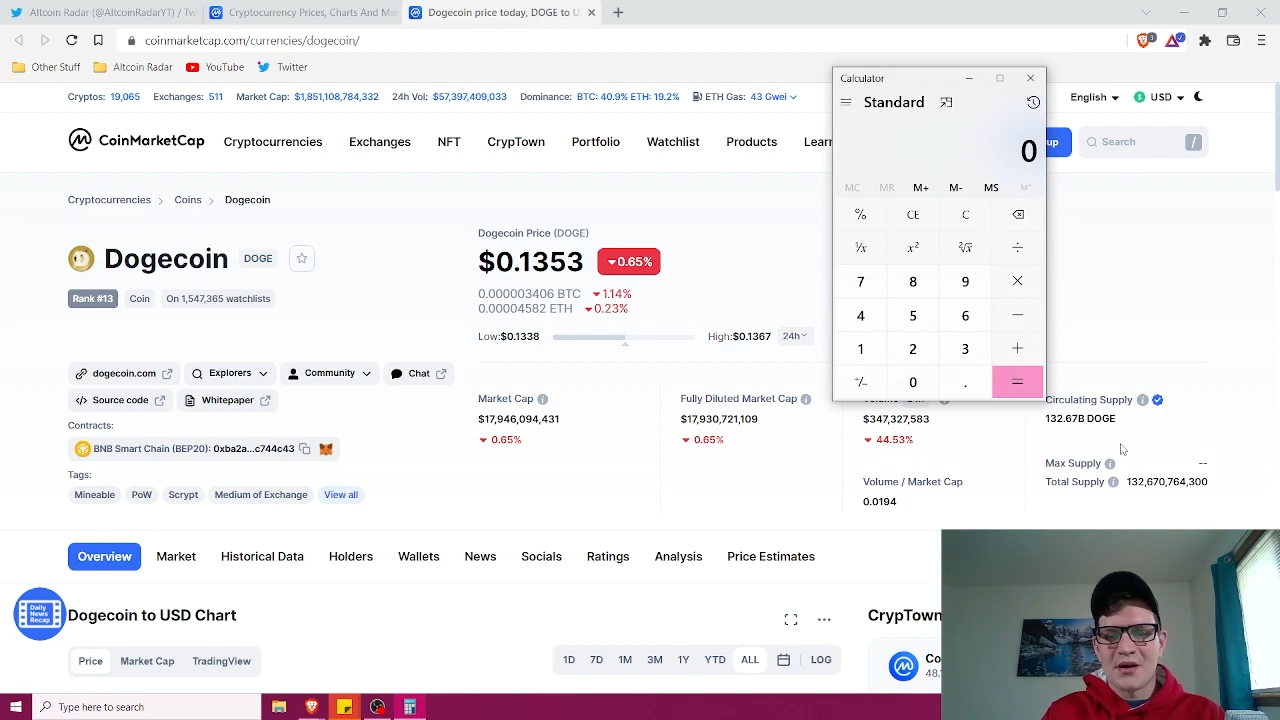 Altcoin Radar (@AltcoinRadarYT) / Tw
Cryptocurrency Prices, Charts And Ma
Dogecoin price today, DOGE to U
coinmarketcap.com/currencies/dogecoin/
Other Stuff
Altcoin Radar
YouTube
Twitter
Cryptos: 19,065 Exchanges: 511 Market Cap: $1,851,108,784,332 24h Vol: $57,397,409,033 Dominance: BTC: 40.9% ETH: 19.2% ETH Gas: 43 Gwei
English
USD
CoinMarketCap
Cryptocurrencies
Exchanges
NFT
CrypTown
Portfolio
Watchlist
Products
Learn
up
Search
/
Calculator
Standard
0
MC MR M+ M- MS M˅
% CE C
⅟x x² ²√x ÷
7 8 9 ×
4 5 6 −
1 2 3 +
+/− 0 . =
Cryptocurrencies > Coins > Dogecoin
Dogecoin DOGE
Rank #13 Coin On 1,547,365 watchlists
Dogecoin Price (DOGE)
$0.1353 0.65%
0.000003406 BTC 1.14%
0.00004582 ETH 0.23%
Low: $0.1338 High: $0.1367 24h
dogecoin.com Explorers Community Chat
Source code Whitepaper
Contracts:
BNB Smart Chain (BEP20): 0xba2a...c744c43
Tags:
Mineable PoW Scrypt Medium of Exchange View all
Market Cap
$17,946,094,431
0.65%
Fully Diluted Market Cap
$17,930,721,109
0.65%
$347,327,583
44.53%
Volume / Market Cap
0.0194
Circulating Supply
132.67B DOGE
Max Supply --
Total Supply 132,670,764,300
Overview Market Historical Data Holders Wallets News Socials Ratings Analysis Price Estimates
Daily
News
Recap
Dogecoin to USD Chart
Price Market Cap TradingView
1D 7D 1M 3M 1Y YTD ALL LOG
CrypTown
Co
48.
Type here to search